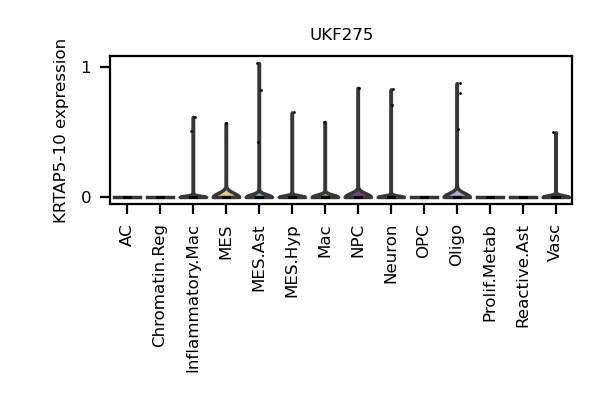 UKF275
KRTAP5-10 expression
1
0
AC
Chromatin.Reg
Inflammatory.Mac
MES
MES.Ast
MES.Hyp
Mac
NPC
Neuron
OPC
Oligo
Prolif.Metab
Reactive.Ast
Vasc